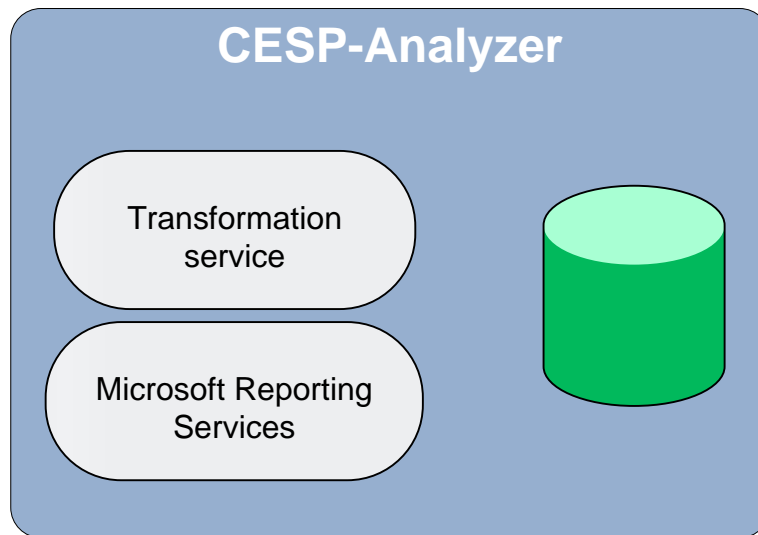 CESP-Analyzer
Transformation
service
Microsoft Reporting
Services